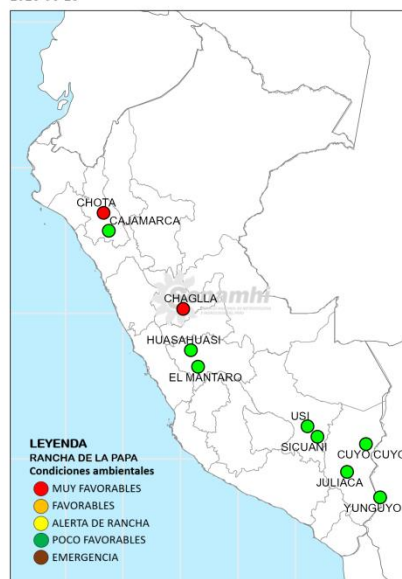 CHOTA
CAJAMARCA
CHAGLLA
HUASAHUASI
EL MANTARO
USI
SICUANI
CUYO CUYO
JULIACA
YUNGUYO
LEYENDA
RANCHA DE LA PAPA
Condiciones ambientales
MUY FAVORABLES
FAVORABLES
ALERTA DE RANCHA
POCO FAVORABLES
EMERGENCIA